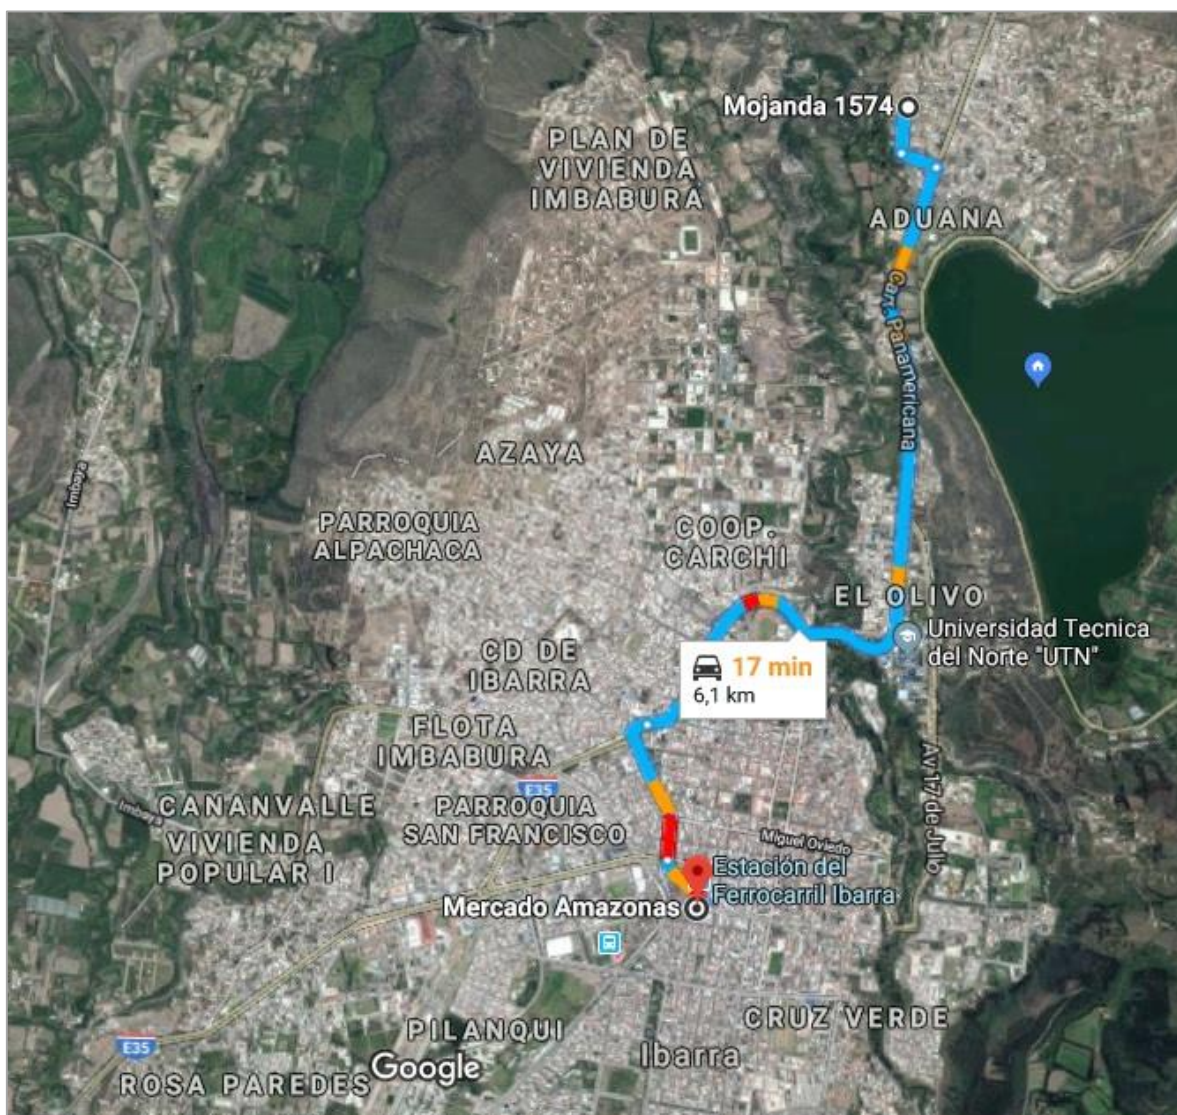 Mojanda 1574
PLAN DE
VIVIENDA
IMBABURA
ADUANA
Carr. Panamericana
AZAYA
Imbaya
PARROQUIA
ALPACHACA
COOP.
CARCHI
EL OLIVO
Universidad Tecnica
del Norte "UTN"
CD DE
IBARRA
17 min
6,1 km
FLOTA
IMBABURA
E35
Av 17 de Julio
CANANVALLE
Imbaya
PARROQUIA
SAN FRANCISCO
VIVIENDA
POPULAR I
Miguel Oviedo
Estación del
Ferrocarril Ibarra
Mercado Amazonas
CRUZ VERDE
PILANQUI
E35
Ibarra
Google
ROSA PAREDES